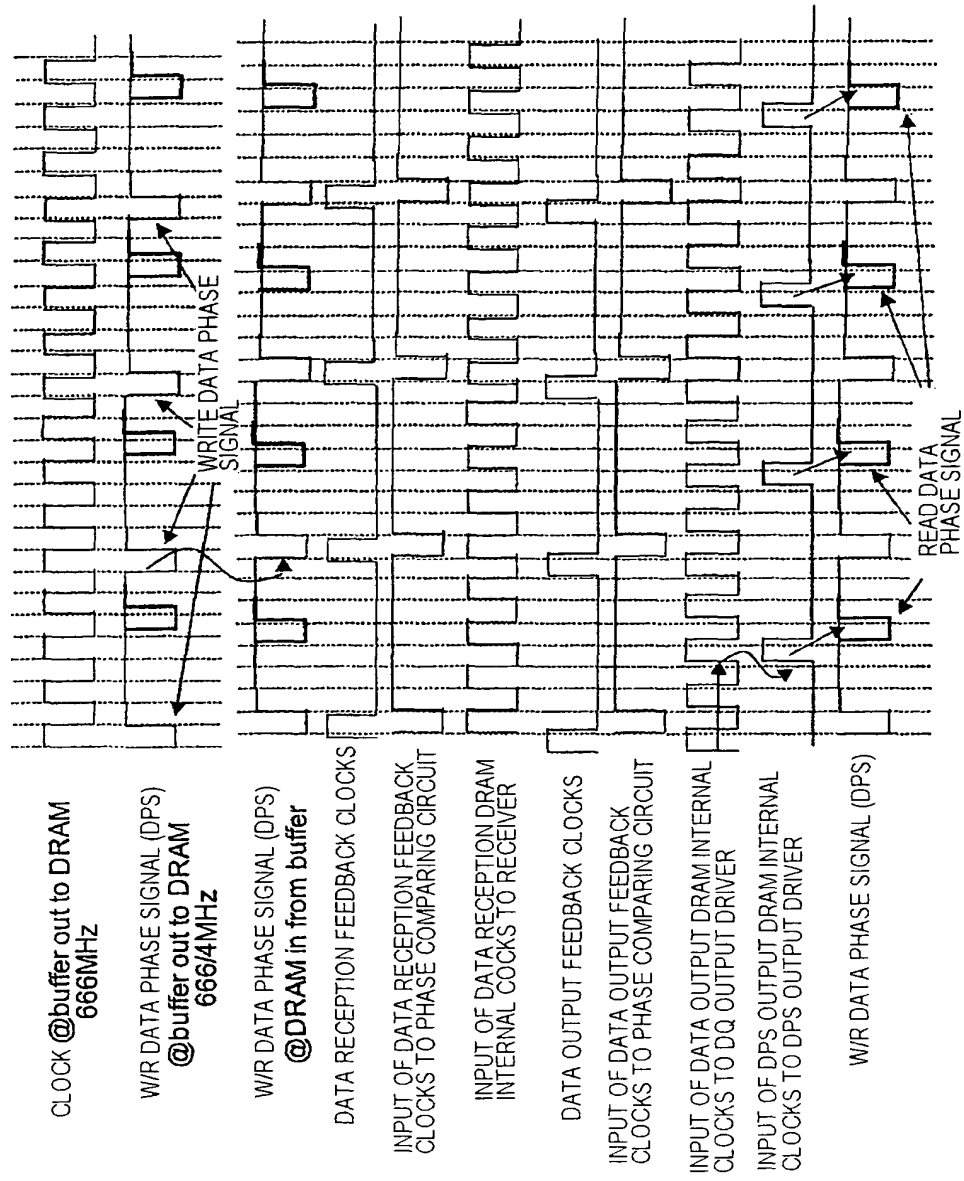 CLOCK @buffer out to DRAM
666MHz
W/R DATA PHASE SIGNAL (DPS)
@buffer out to DRAM
666/4MHz
WRITE DATA PHASE
SIGNAL
W/R DATA PHASE SIGNAL (DPS)
@DRAM in from buffer
DATA RECEPTION FEEDBACK CLOCKS
INPUT OF DATA RECEPTION FEEDBACK
CLOCKS TO PHASE COMPARING CIRCUIT
INPUT OF DATA RECEPTION DRAM
INTERNAL COCKS TO RECEIVER
DATA OUTPUT FEEDBACK CLOCKS
INPUT OF DATA OUTPUT FEEDBACK
CLOCKS TO PHASE COMPARING CIRCUIT
INPUT OF DATA OUTPUT DRAM INTERNAL
CLOCKS TO DQ OUTPUT DRIVER
INPUT OF DPS OUTPUT DRAM INTERNAL
CLOCKS TO DPS OUTPUT DRIVER
W/R DATA PHASE SIGNAL (DPS)
READ DATA
PHASE SIGNAL